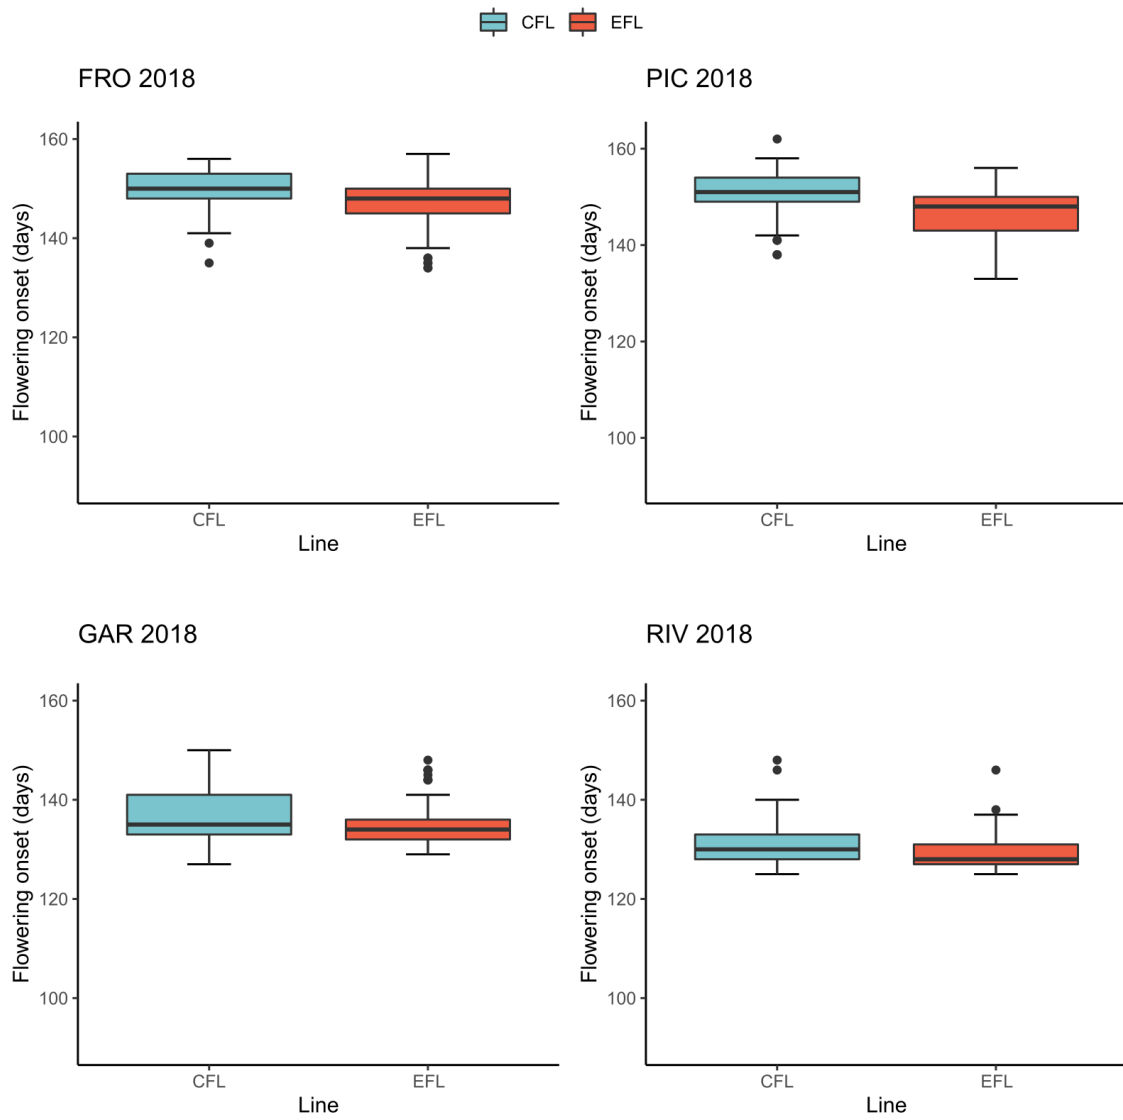 CFL EFL
FRO 2018
160
140
120
100
Flowering onset (days)
CFL EFL
Line
PIC 2018
160
140
120
100
Flowering onset (days)
CFL EFL
Line
GAR 2018
160
140
120
100
Flowering onset (days)
CFL EFL
Line
RIV 2018
160
140
120
100
Flowering onset (days)
CFL EFL
Line